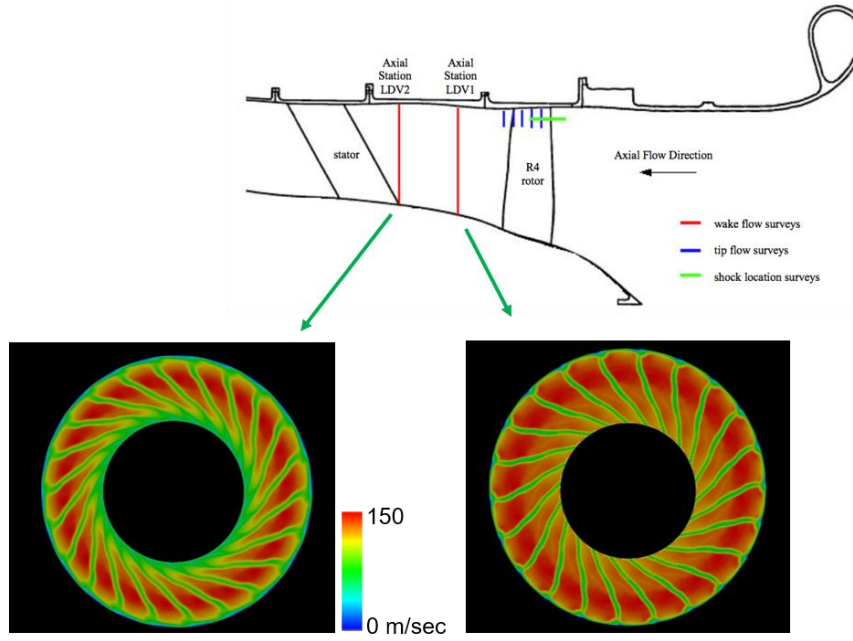 Axial
Station
LDV2
Axial
Station
LDV1
stator
R4
rotor
Axial Flow Direction
wake flow surveys
tip flow surveys
shock location surveys
150
0 m/sec